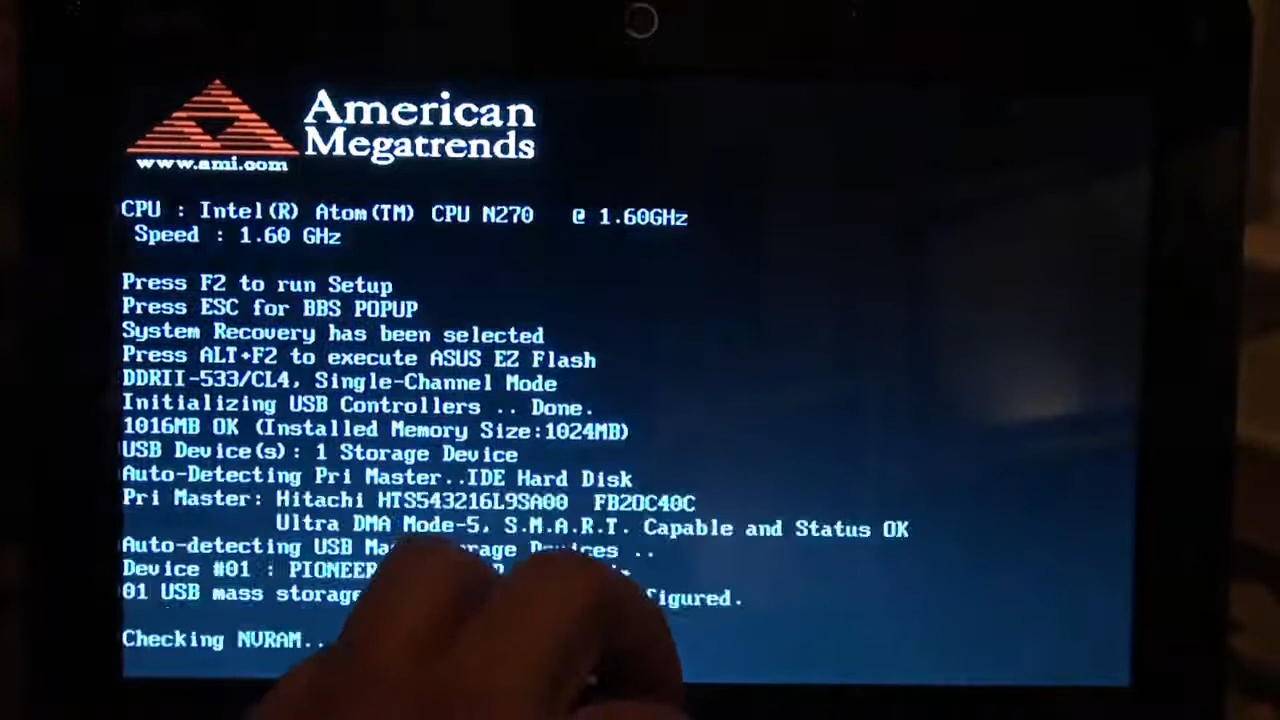 American
Megatrends
www.ami.com
CPU : Intel(R) Atom(TM) CPU N270 @ 1.60GHz
Speed : 1.60 GHz
Press F2 to run Setup
Press ESC for BBS POPUP
System Recovery has been selected
Press ALT+F2 to execute ASUS EZ Flash
DDRII-533/CL4, Single-Channel Mode
Initializing USB Controllers .. Done.
1016MB OK (Installed Memory Size:1024MB)
USB Device(s): 1 Storage Device
Auto-Detecting Pri Master..IDE Hard Disk
Pri Master: Hitachi HTS543216L9SA00 FB2OC40C
Ultra DMA Mode-5, S.M.A.R.T. Capable and Status OK
Auto-detecting USB Devices ..
Device #01 : PIONEER
01 USB mass storage
Checking NVRAM..